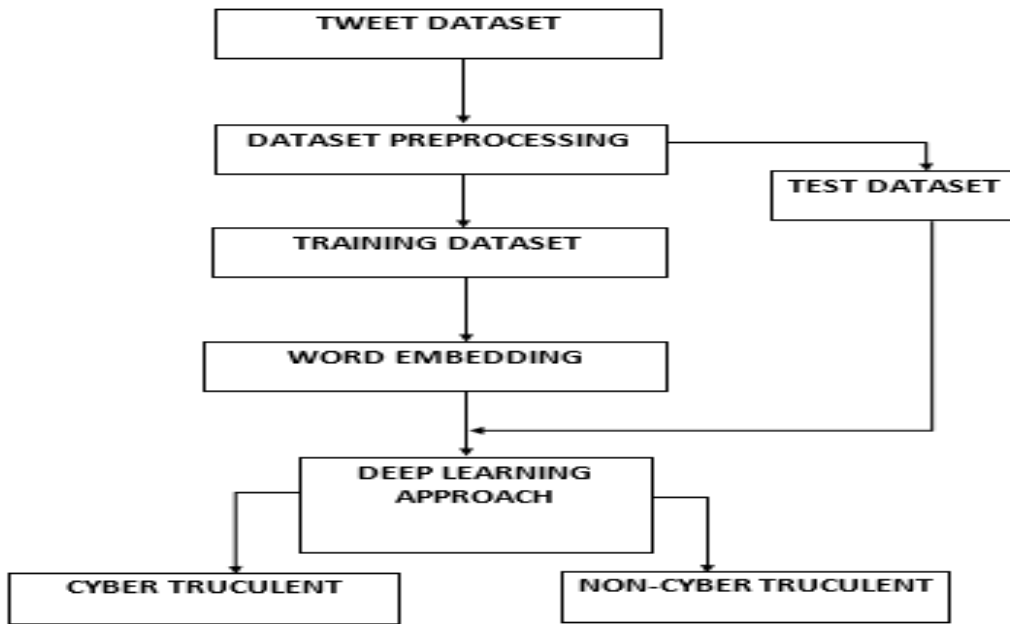 TWEET DATASET
DATASET PREPROCESSING
TEST DATASET
TRAINING DATASET
WORD EMBEDDING
DEEP LEARNING
APPROACH
CYBER TRUCULENT
NON-CYBER TRUCULENT